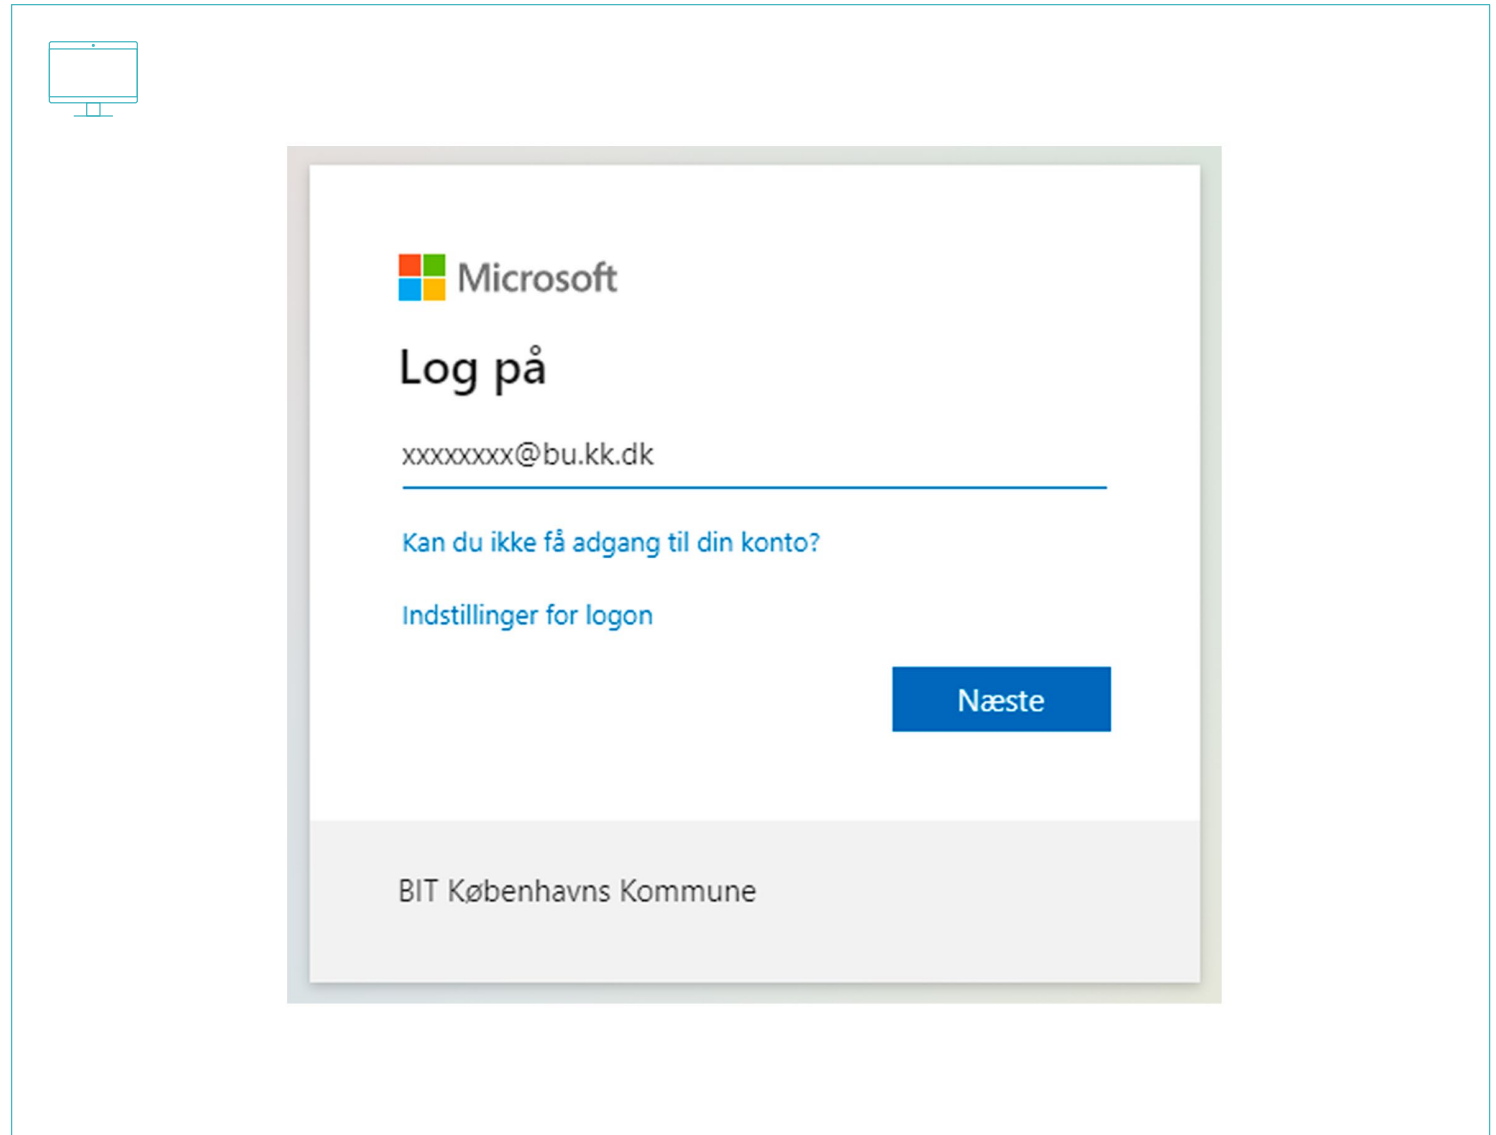 Microsoft
Log på
xxxxxxxx@bu.kk.dk
Kan du ikke få adgang til din konto?
Indstillinger for logon
Næste
BIT Københavns Kommune